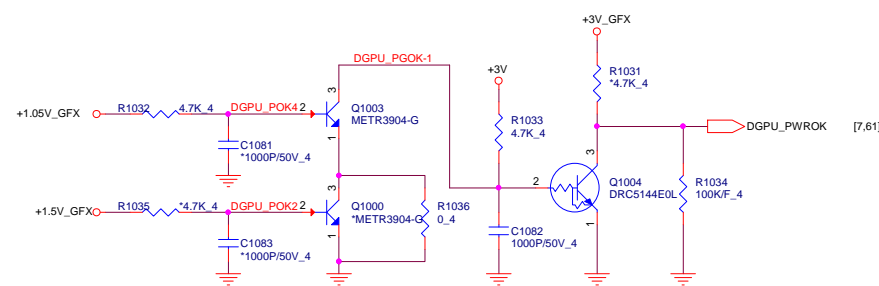 +3V_GFX
DGPU_PGOK-1
+3V
R1031
*4.7K_4
3
+1.05V_GFX
R1032
4.7K_4
DGPU_POK4
2
Q1003
METR3904-G
R1033
4.7K_4
DGPU_PWROK
[7,61]
1
C1081
*1000P/50V_4
3
3
2
Q1004
DRC5144E0L
R1034
100K/F_4
+1.5V_GFX
R1035
*4.7K_4
DGPU_POK2
2
Q1000
*METR3904-G
R1036
0_4
1
1
C1082
1000P/50V_4
C1083
*1000P/50V_4